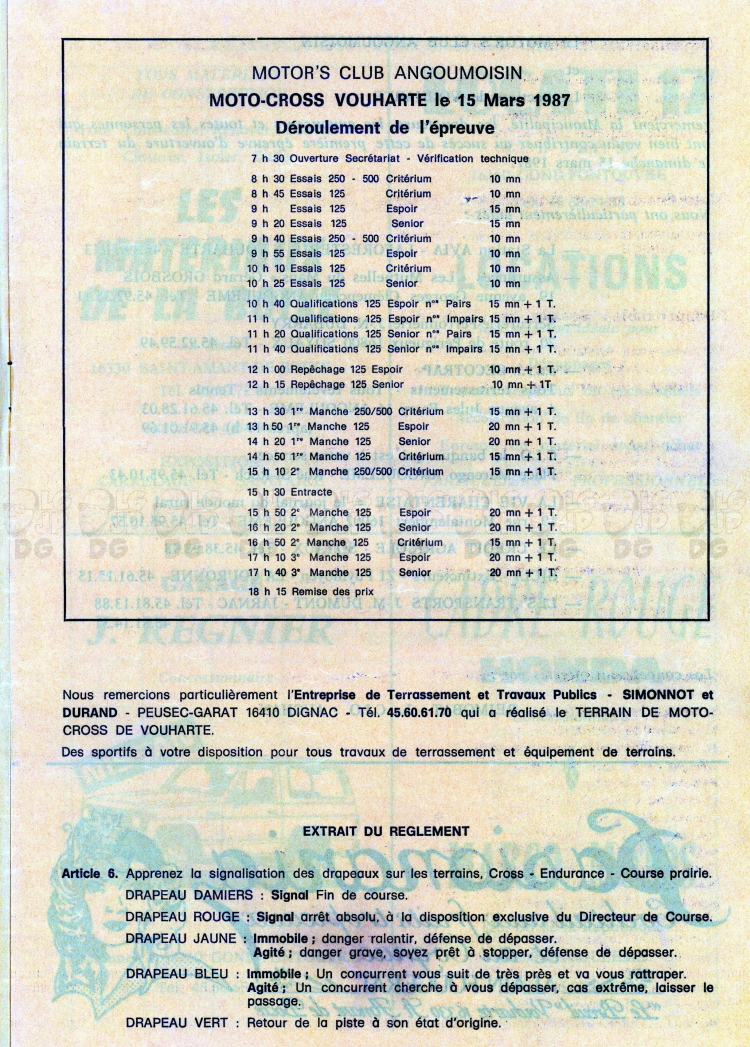 MOTOR'S CLUB ANGOUMOISIN
MOTO-CROSS VOUHARTE le 15 Mars 1987
Déroulement de l'épreuve
7 h 30 Ouverture Secrétariat - Vérification technique
8 h 30 Essais 250 - 500 Critérium 10 mn
8 h 45 Essais 125 Critérium 10 mn
9 h Essais 125 Espoir 15 mn
9 h 20 Essais 125 Senior 15 mn
9 h 40 Essais 250 - 500 Critérium 10 mn
9 h 55 Essais 125 Espoir 10 mn
10 h 10 Essais 125 Critérium 10 mn
10 h 25 Essais 125 Senior 10 mn
10 h 40 Qualifications 125 Espoir nos Pairs 15 mn + 1 T.
11 h Qualifications 125 Espoir nos Impairs 15 mn + 1 T.
11 h 20 Qualifications 125 Senior nos Pairs 15 mn + 1 T.
11 h 40 Qualifications 125 Senior nos Impairs 15 mn + 1 T.
12 h 00 Repêchage 125 Espoir 10 mn + 1 T.
12 h 15 Repêchage 125 Senior 10 mn + 1T
13 h 30 1re Manche 250/500 Critérium 15 mn + 1 T.
13 h 50 1re Manche 125 Espoir 20 mn + 1 T.
14 h 20 1re Manche 125 Senior 20 mn + 1 T.
14 h 50 1re Manche 125 Critérium 15 mn + 1 T.
15 h 10 2e Manche 250/500 Critérium 15 mn + 1 T.
15 h 30 Entracte
15 h 50 2e Manche 125 Espoir 20 mn + 1 T.
16 h 20 2e Manche 125 Senior 20 mn + 1 T.
16 h 50 2e Manche 125 Critérium 15 mn + 1 T.
17 h 10 3e Manche 125 Espoir 20 mn + 1 T.
17 h 40 3e Manche 125 Senior 20 mn + 1 T.
18 h 15 Remise des prix
Nous remercions particulièrement l'Entreprise de Terrassement et Travaux Publics - SIMONNOT et
DURAND - PEUSEC-GARAT 16410 DIGNAC - Tél. 45.60.61.70 qui a réalisé le TERRAIN DE MOTO-
CROSS DE VOUHARTE.
Des sportifs à votre disposition pour tous travaux de terrassement et équipement de terrains.
EXTRAIT DU REGLEMENT
Article 6. Apprenez la signalisation des drapeaux sur les terrains, Cross - Endurance - Course prairie.
DRAPEAU DAMIERS : Signal Fin de course.
DRAPEAU ROUGE : Signal arrêt absolu, à la disposition exclusive du Directeur de Course.
DRAPEAU JAUNE : Immobile ; danger ralentir, défense de dépasser.
Agité ; danger grave, soyez prêt à stopper, défense de dépasser.
DRAPEAU BLEU : Immobile ; Un concurrent vous suit de très près et va vous rattraper.
Agité ; Un concurrent cherche à vous dépasser, cas extrême, laisser le
passage.
DRAPEAU VERT : Retour de la piste à son état d'origine.